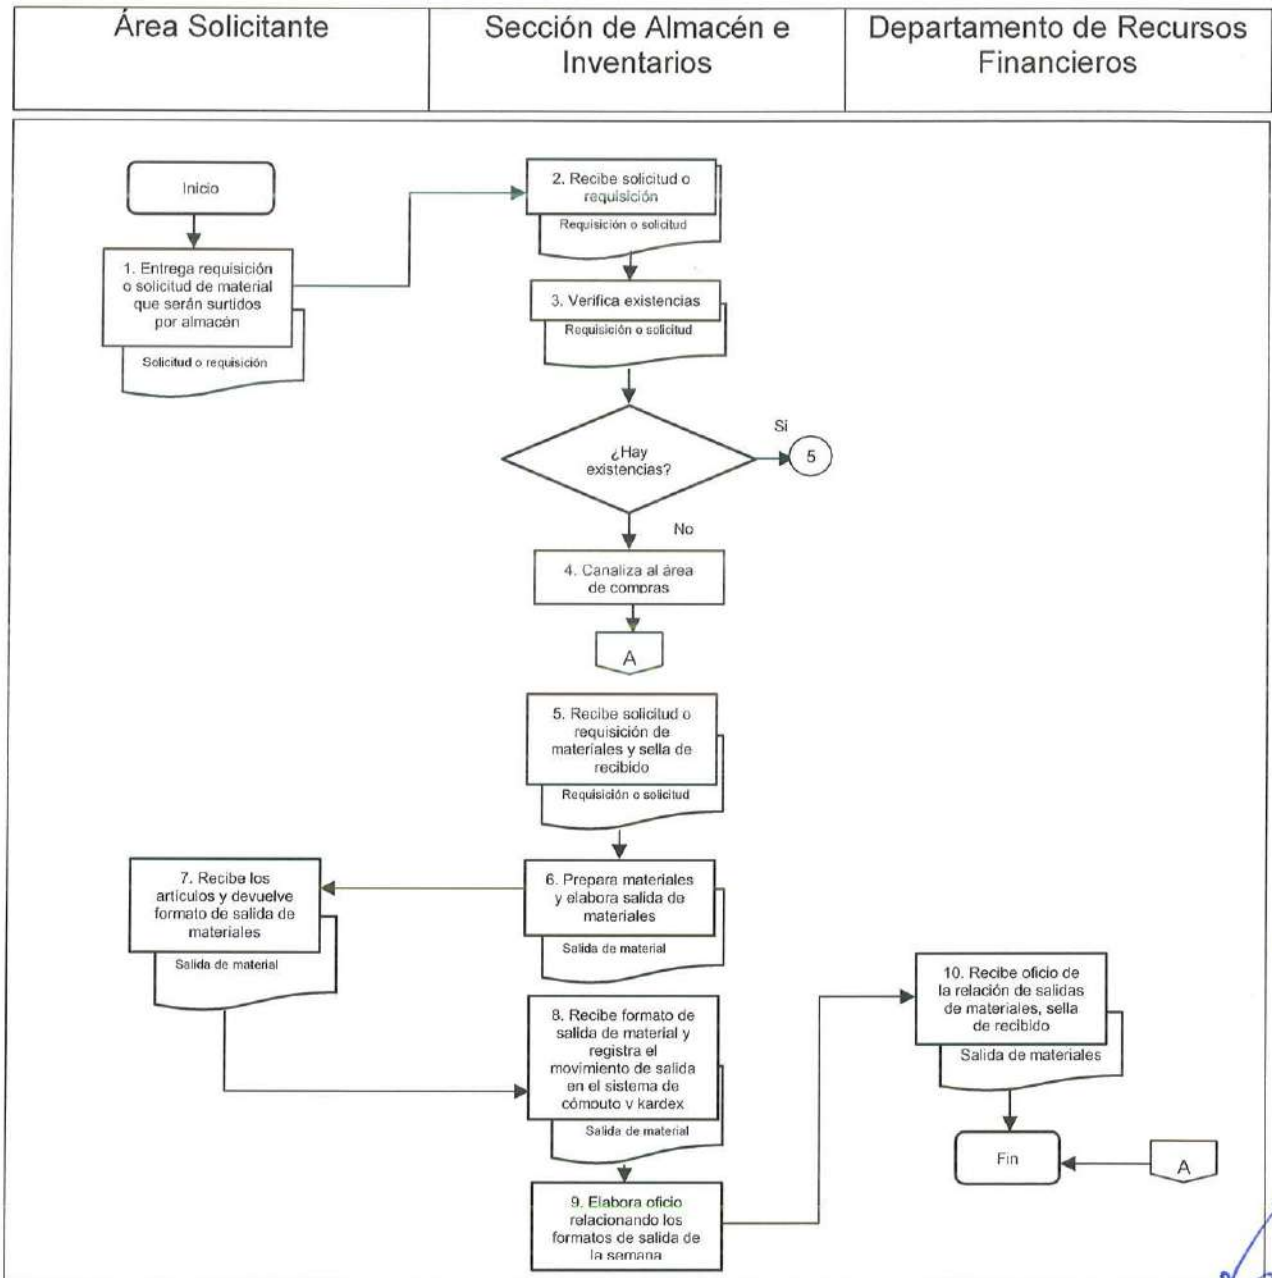 Área Solicitante
Sección de Almacén e
Inventarios
Departamento de Recursos
Financieros
Inicio
1. Entrega requisición
o solicitud de material
que serán surtidos
por almacén
Solicitud o requisición
2. Recibe solicitud o
requisición
Requisición o solicitud
3. Verifica existencias
Requisición o solicitud
¿Hay
existencias?
Si
5
No
4. Canaliza al área
de compras
A
5. Recibe solicitud o
requisición de
materiales y sella de
recibido
Requisición o solicitud
6. Prepara materiales
y elabora salida de
materiales
Salida de material
7. Recibe los
artículos y devuelve
formato de salida de
materiales
Salida de material
8. Recibe formato de
salida de material y
registra el
movimiento de salida
en el sistema de
cómputo y kardex
Salida de material
9. Elabora oficio
relacionando los
formatos de salida de
la semana
10. Recibe oficio de
la relación de salidas
de materiales, sella
de recibido
Salida de materiales
Fin
A